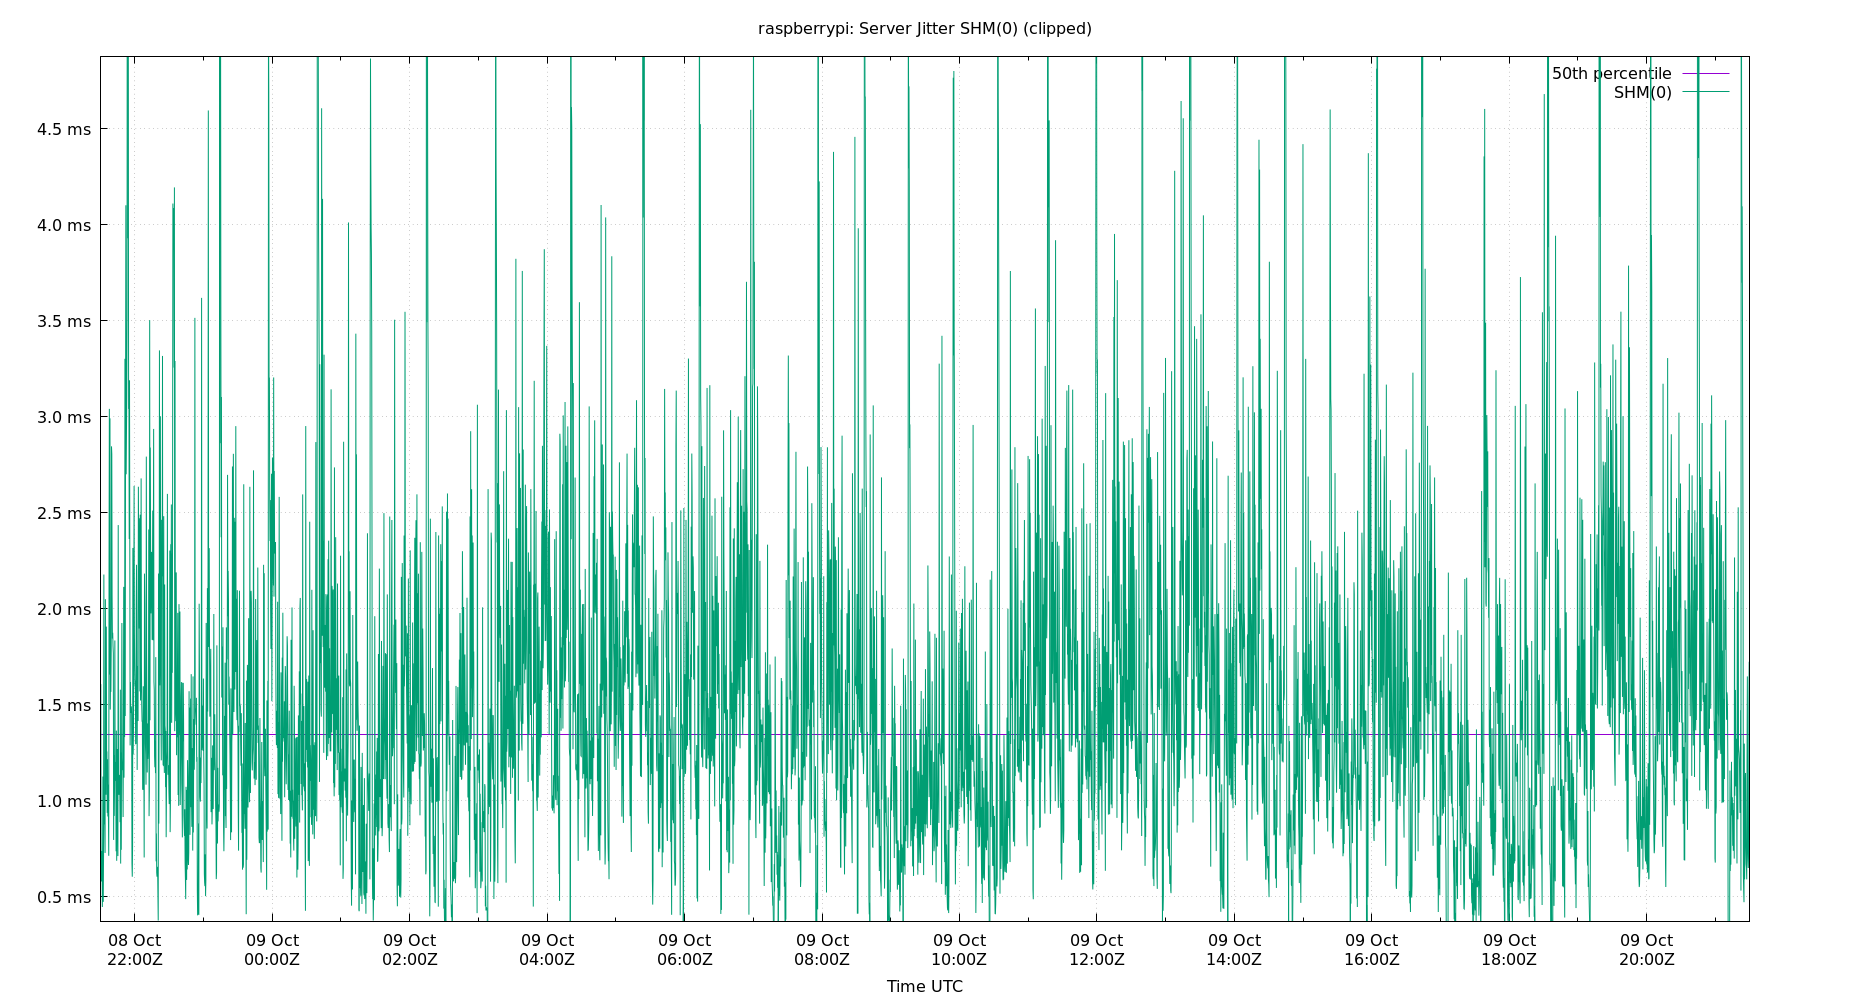 raspberrypi: Server Jitter SHM(0) (clipped)
50th percentile
SHM(0)
4.5 ms
4.0 ms
3.5 ms
3.0 ms
2.5 ms
2.0 ms
1.5 ms
1.0 ms
0.5 ms
08 Oct 09 Oct 09 Oct 09 Oct 09 Oct 09 Oct 09 Oct 09 Oct 09 Oct 09 Oct 09 Oct 09 Oct
22:00Z 00:00Z 02:00Z 04:00Z 06:00Z 08:00Z 10:00Z 12:00Z 14:00Z 16:00Z 18:00Z 20:00Z
Time UTC